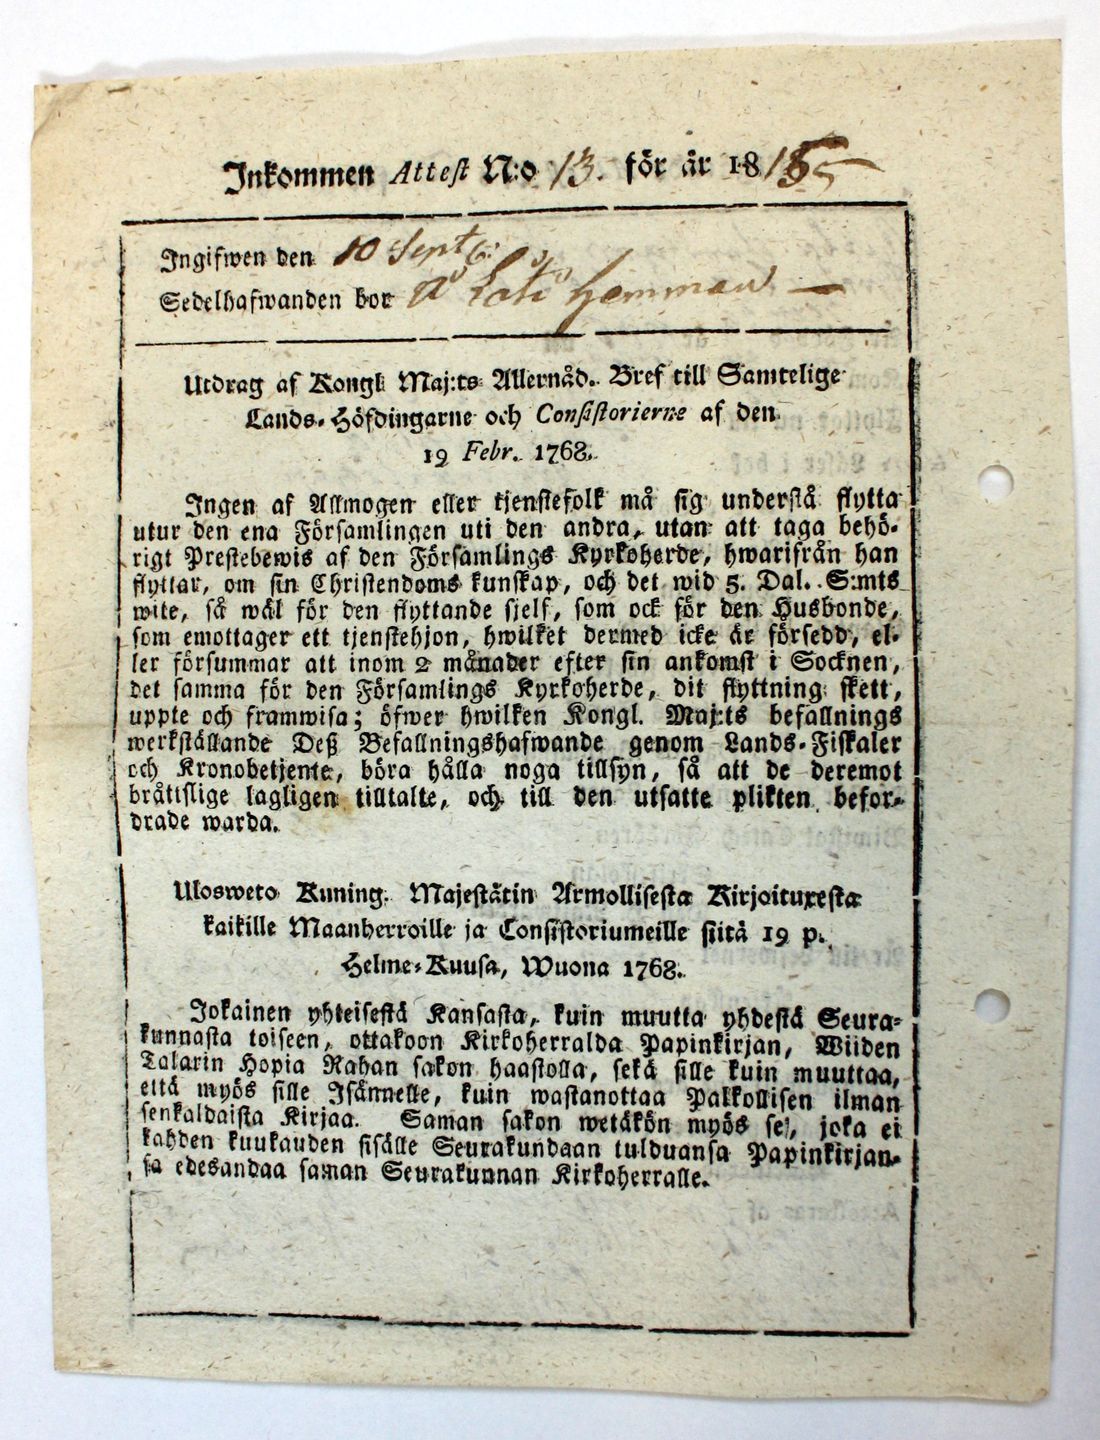 Inkommen Attest N:o 13. för år 1815
Ingifwen den 10 Sept
Sedelhafwanden bor å hemman
Utdrag af Kongl. Maj:ts Allernåd. Bref till Samtelige
Lands-Höfdingarne och Consistorierne af den
19 Febr. 1768.
Ingen af Allmogen eller tjenstefolk må sig understå flytta
utur den ena Församlingen uti den andra, utan att taga behö-
rigt Prestebewis af den Församlings Kyrkoherde, hwarifrån han
flyttar, om sin Christendoms kunskap, och det wid 5. Dal. S:mts
wite, så wäl för den flyttande sjelf, som ock för den Husbonde,
som emottager ett tjenstehjon, hwilket dermed icke är försedd, el-
ler försummar att inom 2 månader efter sin ankomst i Socknen,
det samma för den Församlings Kyrkoherde, dit flyttning skett,
uppte och framwisa; öfwer hwilken Kongl. Maj:ts befallnings
werkställande Deß Befallningshafwande genom Lands-Fiskaler
och Kronobetjente, böra hålla noga tillsyn, så att de deremot
bråttslige lagligen tilltalte, och till den utsatte plikten befor-
drade warda.
Ulosweto Kuning. Majestätin Armollisesta Kirjoituxesta
kaikille Maanherroille ja Consistoriumeille siitä 19 p.
Helme-Kuusa, Wuona 1768.
Jokainen yhteisestä Kansasta, kuin muutta yhdestä Seura-
kunnasta toiseen, ottakoon Kirkoherralda Papinkirjan, Wiiden
Talarin Hopia Rahan sakon haastolla, sekä sille kuin muuttaa,
että myös sille Isännelle, kuin wastanottaa Palkollisen ilman
senkaldaista Kirjaa. Saman sakon wetäkön myös se, joka ei
kahden kuukauden sisälle Seurakundaan tulduansa Papinkirjan-
sa edesandaa saman Seurakunnan Kirkoherralle.